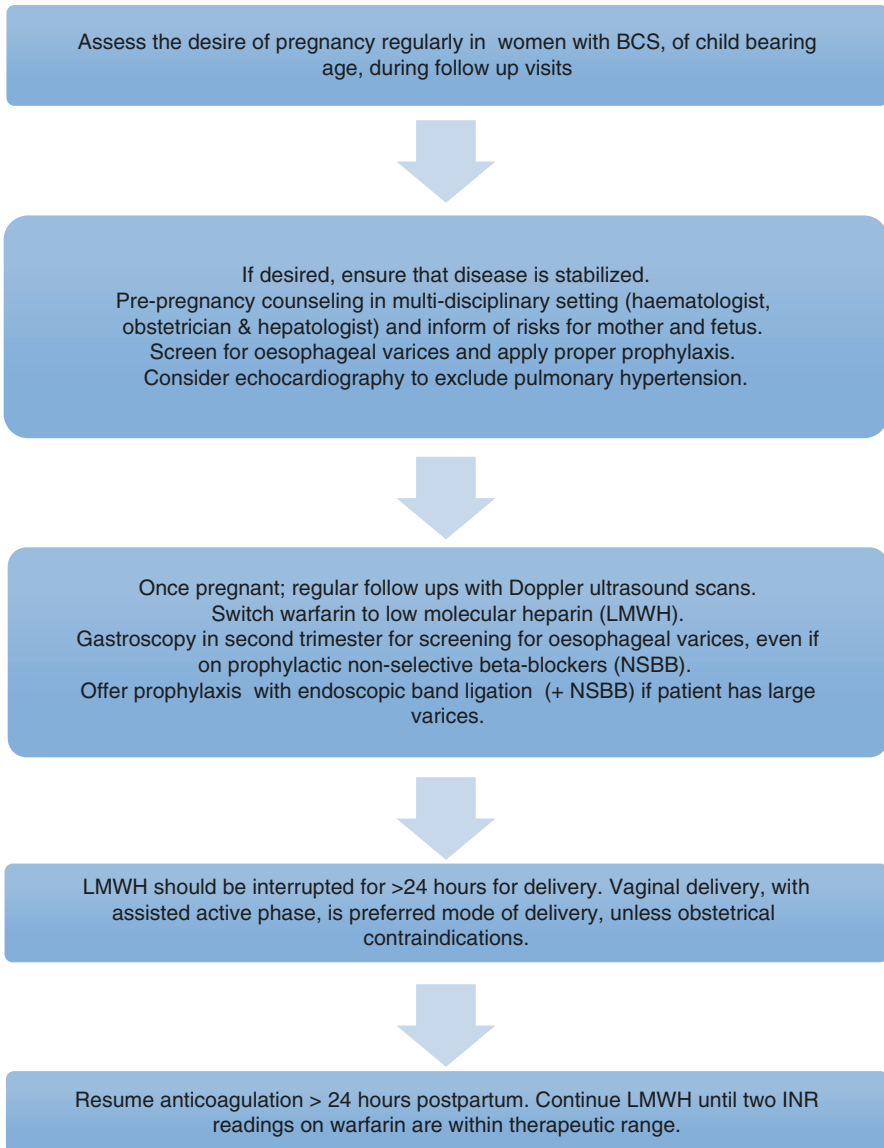 Assess the desire of pregnancy regularly in women with BCS, of child bearing
age, during follow up visits
If desired, ensure that disease is stabilized.
Pre-pregnancy counseling in multi-disciplinary setting (haematologist,
obstetrician & hepatologist) and inform of risks for mother and fetus.
Screen for oesophageal varices and apply proper prophylaxis.
Consider echocardiography to exclude pulmonary hypertension.
Once pregnant; regular follow ups with Doppler ultrasound scans.
Switch warfarin to low molecular heparin (LMWH).
Gastroscopy in second trimester for screening for oesophageal varices, even if
on prophylactic non-selective beta-blockers (NSBB).
Offer prophylaxis with endoscopic band ligation (+ NSBB) if patient has large
varices.
LMWH should be interrupted for >24 hours for delivery. Vaginal delivery, with
assisted active phase, is preferred mode of delivery, unless obstetrical
contraindications.
Resume anticoagulation > 24 hours postpartum. Continue LMWH until two INR
readings on warfarin are within therapeutic range.